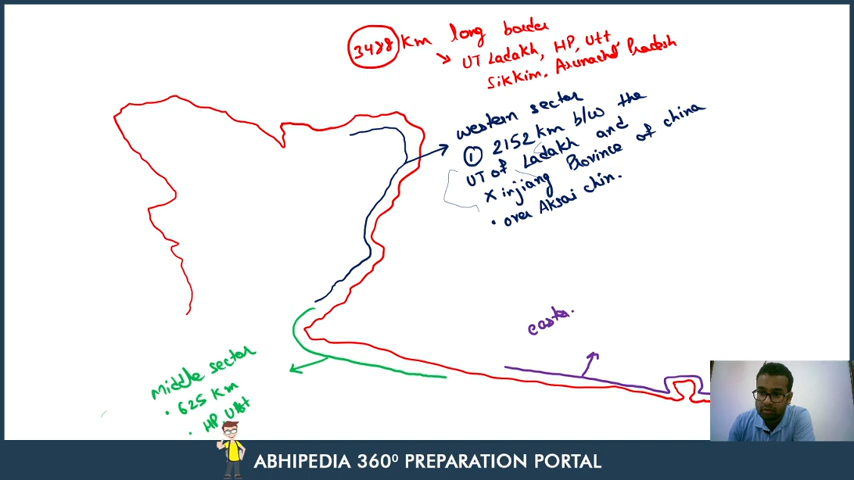 3488 Km long border
UT Ladakh, HP, Utt,
Sikkim, Arunachal Pradesh
western sector
① 2152 km b/w the
UT of Ladakh and
Xinjiang Province of china
• over Aksai chin.
easte.
Middle sector
• 625 Km
• HP Utt
ABHIPEDIA 360° PREPARATION PORTAL